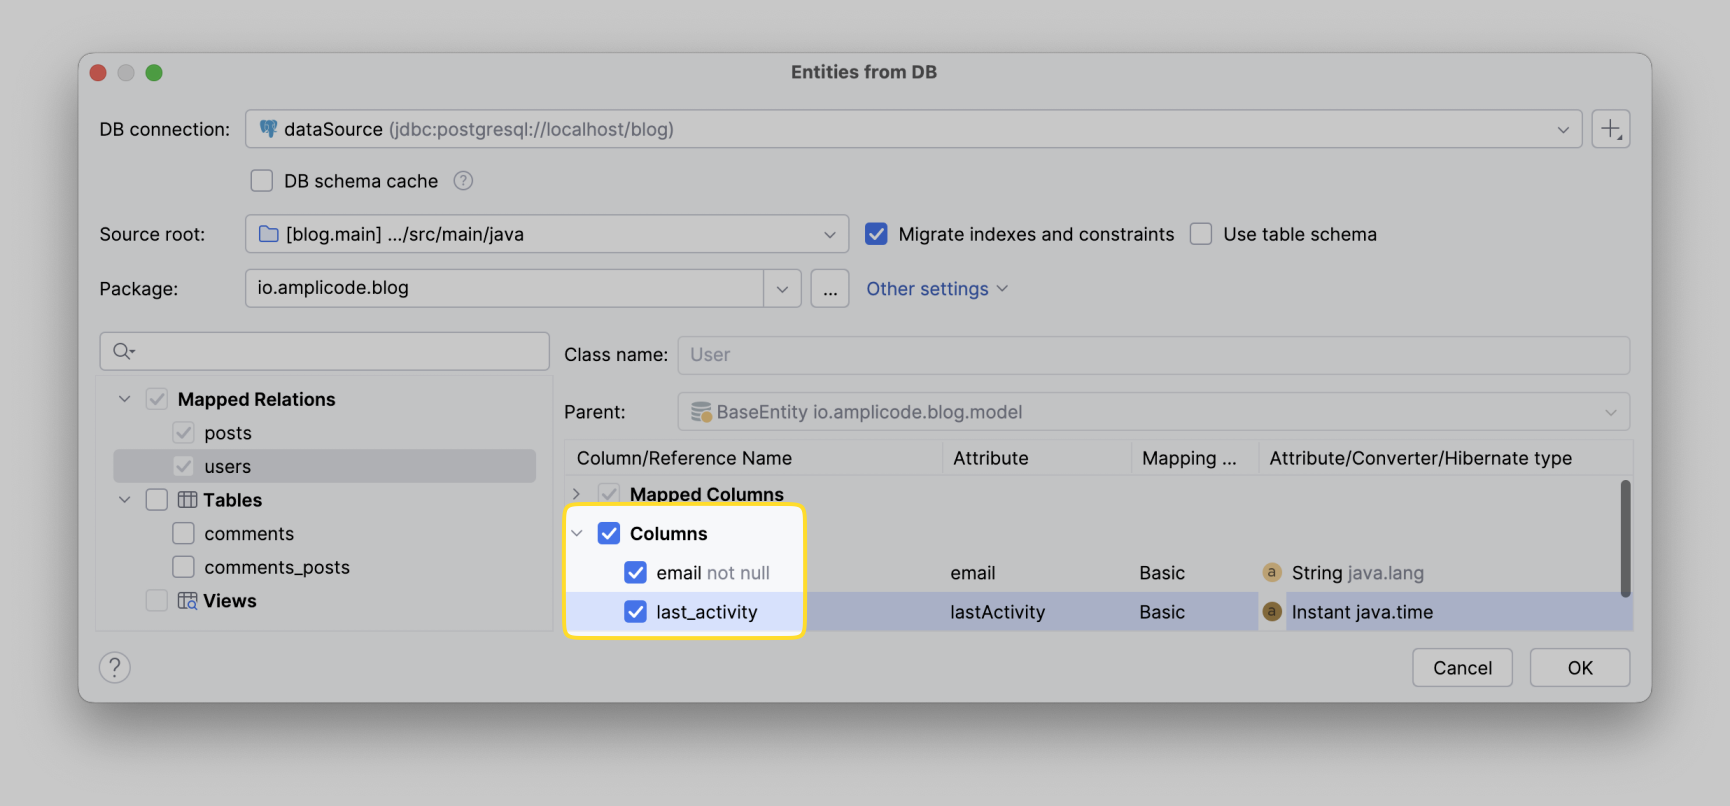 Entities from DB
DB connection: dataSource (jdbc:postgresql://localhost/blog)
DB schema cache ?
Source root: [blog.main] .../src/main/java Migrate indexes and constraints Use table schema
Package: io.amplicode.blog ... Other settings
Mapped Relations
posts
users
Tables
comments
comments_posts
Views
Class name: User
Parent: BaseEntity io.amplicode.blog.model
Column/Reference Name Attribute Mapping ... Attribute/Converter/Hibernate type
Mapped Columns
Columns
email not null email Basic a String java.lang
last_activity lastActivity Basic a Instant java.time
? Cancel OK